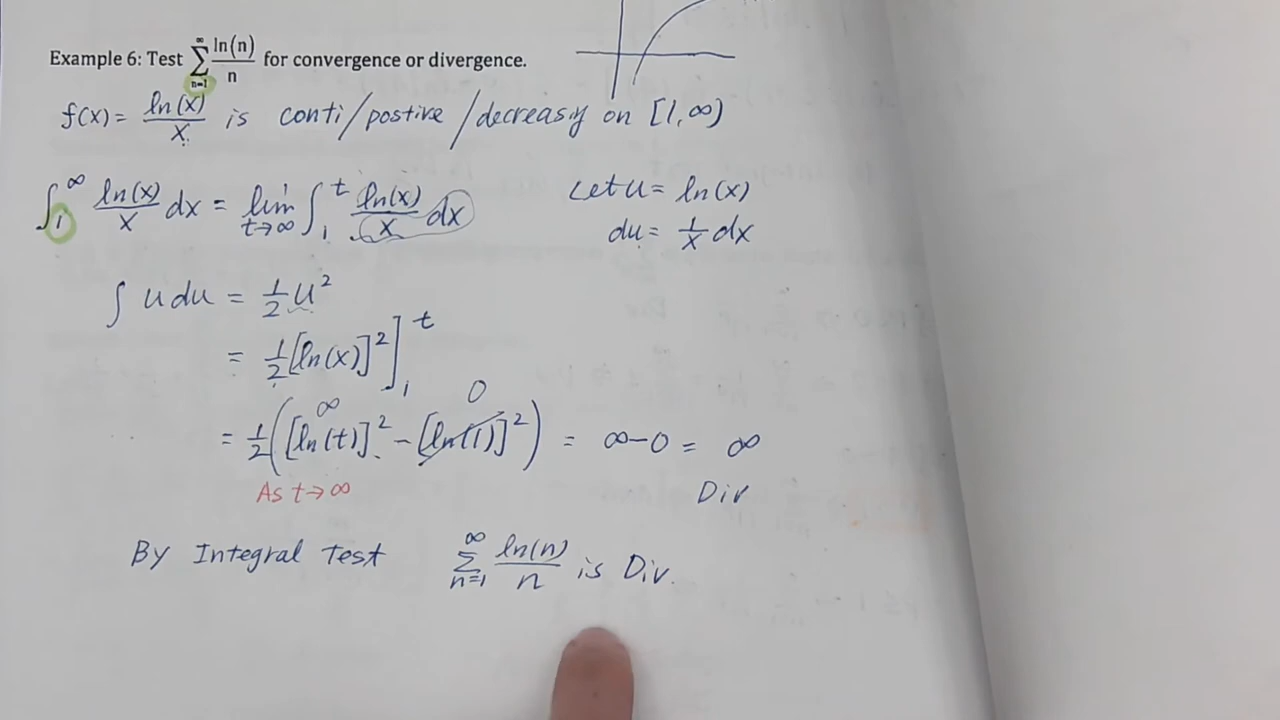 Example 6: Test ∑_{n=1}^{∞} ln(n)/n for convergence or divergence.
f(x) = ln(x)/x is conti/postive/decreasiy on [1, ∞)
∫_1^∞ ln(x)/x dx = lim_{t→∞} ∫_1^t ln(x)/x dx
Let u = ln(x)
du = 1/x dx
∫ u du = 1/2 u²
= 1/2 [ln(x)]² ]_1^t
∞ 0
= 1/2 ( [ln(t)]² − [ln(1)]² ) = ∞ − 0 = ∞
As t→∞ Div
By Integral Test ∑_{n=1}^{∞} ln(n)/n is Div.